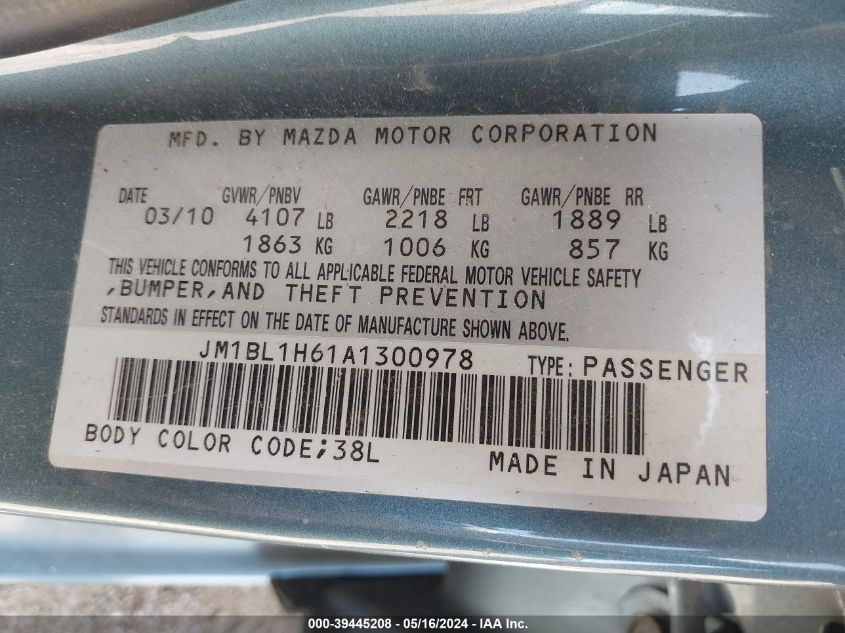 MFD. BY MAZDA MOTOR CORPORATION
DATE GVWR/PNBV GAWR/PNBE FRT GAWR/PNBE RR
03/10 4107 LB 2218 LB 1889 LB
1863 KG 1006 KG 857 KG
THIS VEHICLE CONFORMS TO ALL APPLICABLE FEDERAL MOTOR VEHICLE SAFETY
,BUMPER,AND THEFT PREVENTION
STANDARDS IN EFFECT ON THE DATE OF MANUFACTURE SHOWN ABOVE.
JM1BL1H61A1300978 TYPE: PASSENGER
BODY COLOR CODE;38L MADE IN JAPAN
000-39445208 - 05/16/2024 - IAA Inc.